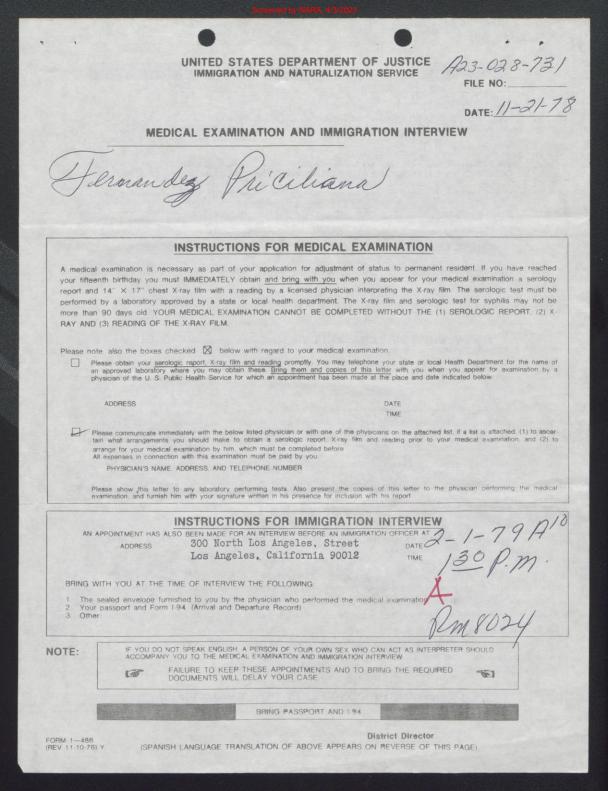 Scanned by NARA, 4/3/2023
UNITED STATES DEPARTMENT OF JUSTICE
IMMIGRATION AND NATURALIZATION SERVICE
A23-028-731
FILE NO:
DATE: 11-21-78
MEDICAL EXAMINATION AND IMMIGRATION INTERVIEW
Fernandez Priciliana
INSTRUCTIONS FOR MEDICAL EXAMINATION
A medical examination is necessary as part of your application for adjustment of status to permanent resident. If you have reached
your fifteenth birthday you must IMMEDIATELY obtain and bring with you when you appear for your medical examination a serology
report and 14" X 17" chest X-ray film with a reading by a licensed physician interpreting the X-ray film. The serologic test must be
performed by a laboratory approved by a state or local health department. The X-ray film and serologic test for syphilis may not be
more than 90 days old. YOUR MEDICAL EXAMINATION CANNOT BE COMPLETED WITHOUT THE (1) SEROLOGIC REPORT, (2) X-
RAY AND (3) READING OF THE X-RAY FILM.
Please note also the boxes checked ☒ below with regard to your medical examination.
Please obtain your serologic report, X-ray film and reading promptly. You may telephone your state or local Health Department for the name of
an approved laboratory where you may obtain these. Bring them and copies of this letter with you when you appear for examination by a
physician of the U. S. Public Health Service for which an appointment has been made at the place and date indicated below.
ADDRESS DATE
TIME
Please communicate immediately with the below listed physician or with one of the physicians on the attached list, if a list is attached, (1) to ascer-
tain what arrangements you should make to obtain a serologic report, X-ray film and reading prior to your medical examination, and (2) to
arrange for your medical examination by him, which must be completed before
All expenses in connection with this examination must be paid by you.
PHYSICIAN'S NAME, ADDRESS, AND TELEPHONE NUMBER
Please show this letter to any laboratory performing tests. Also present the copies of this letter to the physician performing the medical
examination, and furnish him with your signature written in his presence for inclusion with his report.
INSTRUCTIONS FOR IMMIGRATION INTERVIEW
AN APPOINTMENT HAS ALSO BEEN MADE FOR AN INTERVIEW BEFORE AN IMMIGRATION OFFICER AT
ADDRESS 300 North Los Angeles, Street DATE 2-1-79 A10
Los Angeles, California 90012 TIME 1 30 P.m.
BRING WITH YOU AT THE TIME OF INTERVIEW THE FOLLOWING:
1 The sealed envelope furnished to you by the physician who performed the medical examination
A
2 Your passport and Form I-94 (Arrival and Departure Record)
3 Other:
Rm 8024
NOTE:
IF YOU DO NOT SPEAK ENGLISH, A PERSON OF YOUR OWN SEX WHO CAN ACT AS INTERPRETER SHOULD
ACCOMPANY YOU TO THE MEDICAL EXAMINATION AND IMMIGRATION INTERVIEW
FAILURE TO KEEP THESE APPOINTMENTS AND TO BRING THE REQUIRED
DOCUMENTS WILL DELAY YOUR CASE.
BRING PASSPORT AND I-94
District Director
FORM I-486
(REV 11-10-76) Y
(SPANISH LANGUAGE TRANSLATION OF ABOVE APPEARS ON REVERSE OF THIS PAGE)